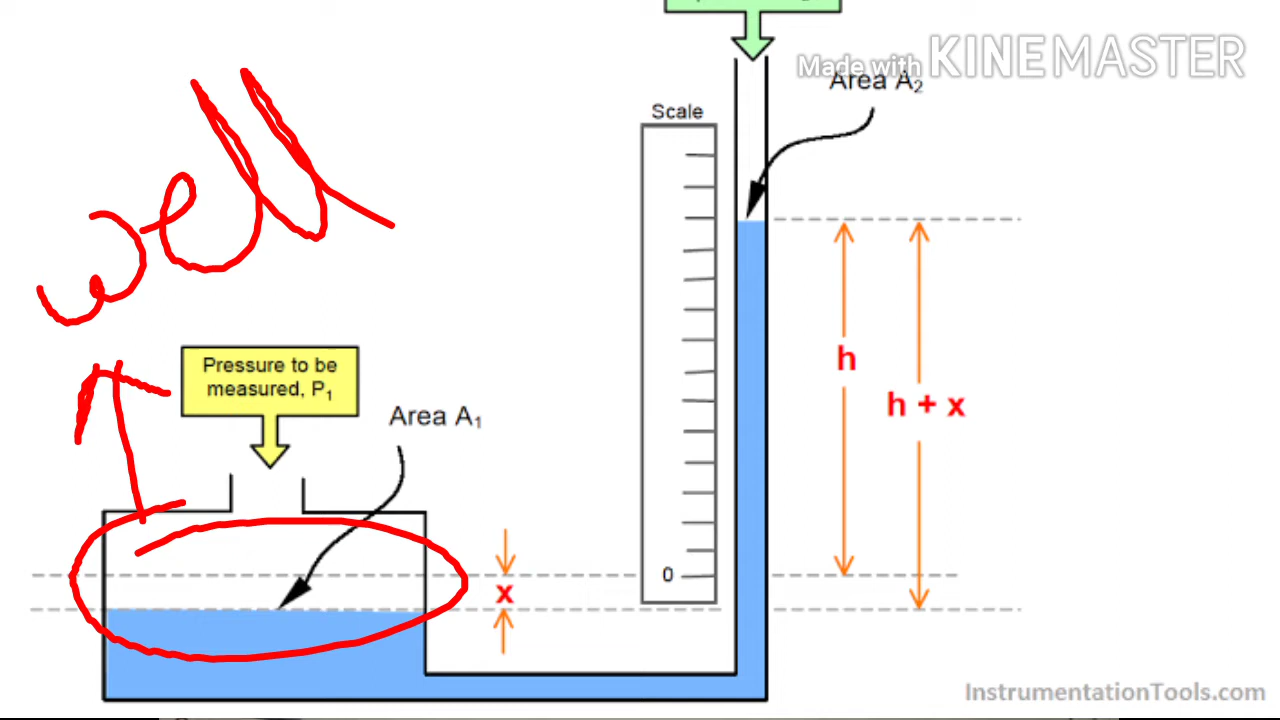 Made with KINEMASTER
Area A₂
Scale
well
h
Pressure to be
measured, P₁
h + x
Area A₁
0
x
InstrumentationTools.com